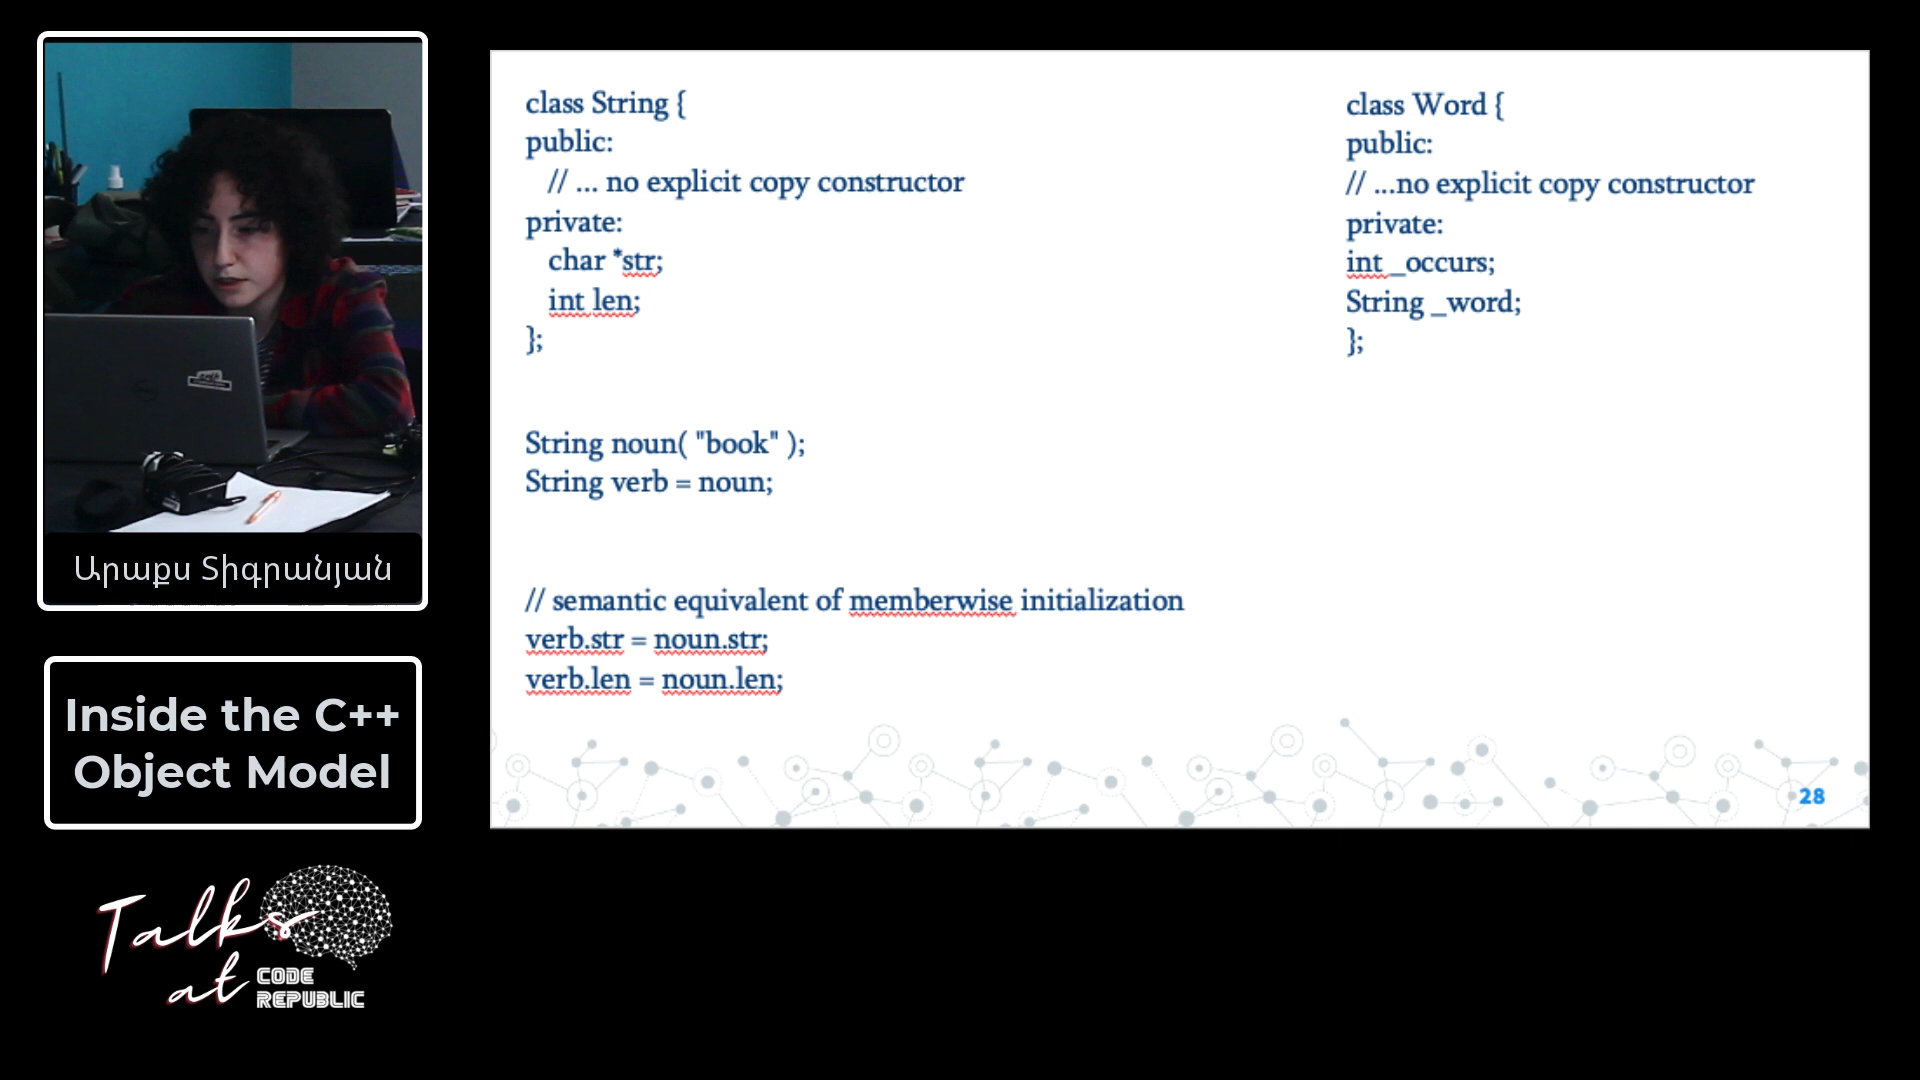 Արաքս Տիգրանյան
Inside the C++
Object Model
Talks
at CODE
REPUBLIC
class String {
public:
// ... no explicit copy constructor
private:
char *str;
int len;
};
String noun( "book" );
String verb = noun;
// semantic equivalent of memberwise initialization
verb.str = noun.str;
verb.len = noun.len;
class Word {
public:
// ...no explicit copy constructor
private:
int _occurs;
String _word;
};
28